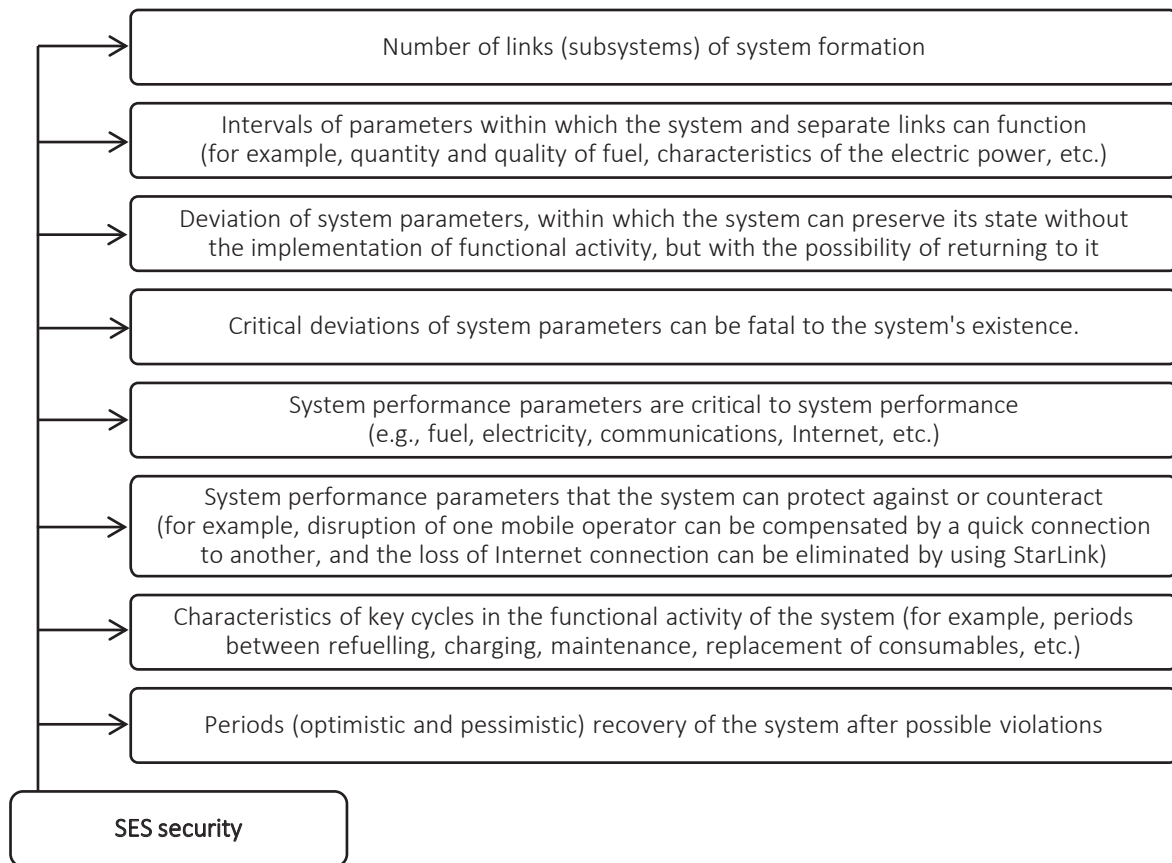 Number of links (subsystems) of system formation
Intervals of parameters within which the system and separate links can function
(for example, quantity and quality of fuel, characteristics of the electric power, etc.)
Deviation of system parameters, within which the system can preserve its state without
the implementation of functional activity, but with the possibility of returning to it
Critical deviations of system parameters can be fatal to the system's existence.
System performance parameters are critical to system performance
(e.g., fuel, electricity, communications, Internet, etc.)
System performance parameters that the system can protect against or counteract
(for example, disruption of one mobile operator can be compensated by a quick connection
to another, and the loss of Internet connection can be eliminated by using StarLink)
Characteristics of key cycles in the functional activity of the system (for example, periods
between refuelling, charging, maintenance, replacement of consumables, etc.)
Periods (optimistic and pessimistic) recovery of the system after possible violations
SES security